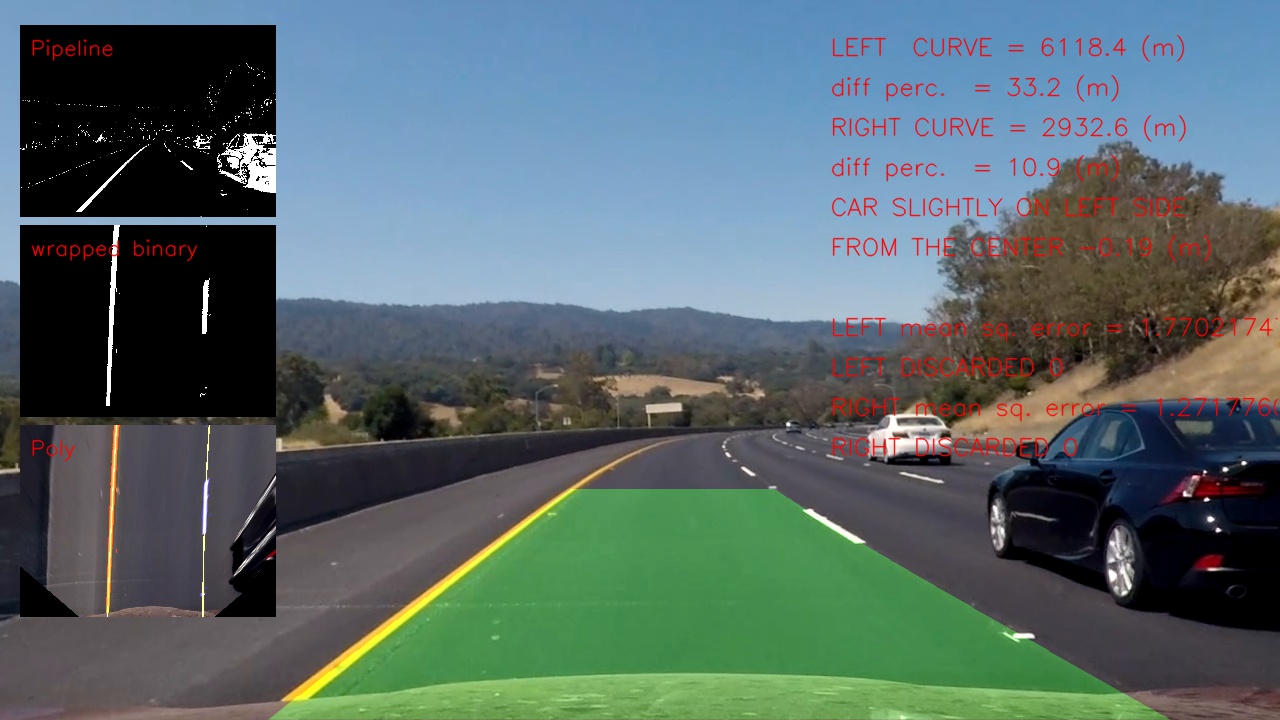 Pipeline
wrapped binary
Poly
LEFT CURVE = 6118.4 (m)
diff perc. = 33.2 (m)
RIGHT CURVE = 2932.6 (m)
diff perc. = 10.9 (m)
CAR SLIGHTLY ON LEFT SIDE
FROM THE CENTER -0.19 (m)
LEFT mean sq. error = 1.7702174
LEFT DISCARDED 0
RIGHT mean sq. error = 1.2717760
RIGHT DISCARDED 0